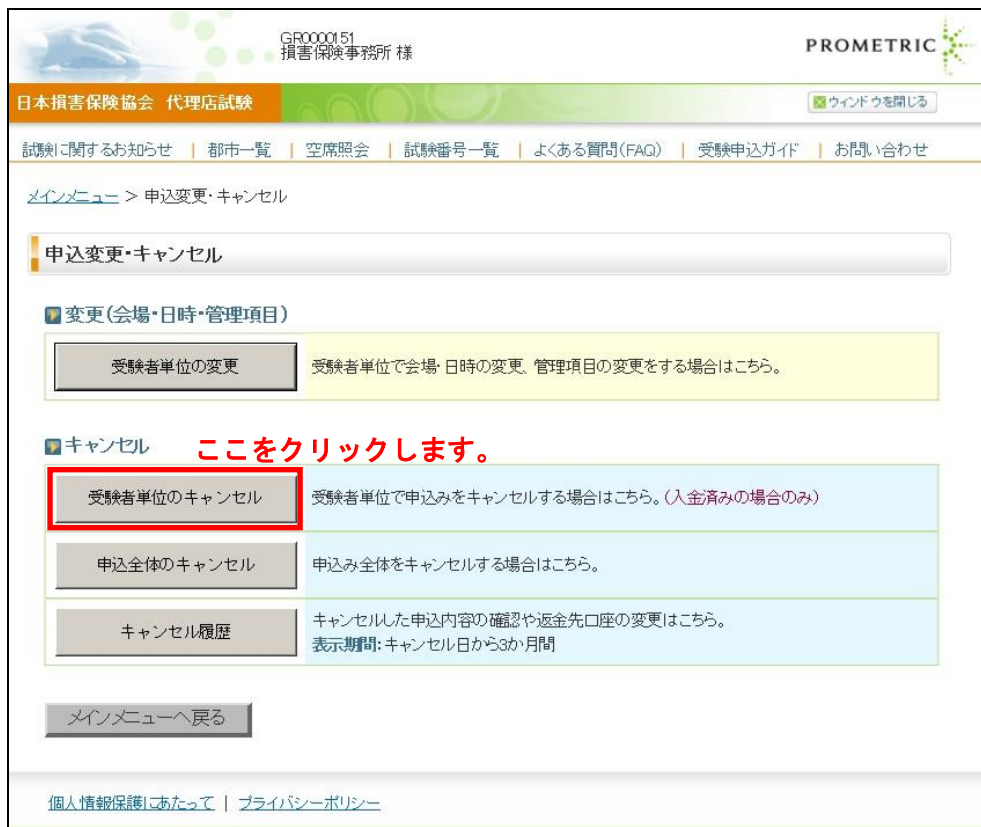 GR0000151
損害保険事務所 様
PROMETRIC
日本損害保険協会 代理店試験
ウィンドウを閉じる
試験に関するお知らせ | 都市一覧 | 空席照会 | 試験番号一覧 | よくある質問(FAQ) | 受験申込ガイド | お問い合わせ
メインメニュー > 申込変更・キャンセル
申込変更・キャンセル
変更(会場・日時・管理項目)
受験者単位の変更 受験者単位で会場・日時の変更、管理項目の変更をする場合はこちら。
キャンセル ここをクリックします。
受験者単位のキャンセル 受験者単位で申込みをキャンセルする場合はこちら。(入金済みの場合のみ)
申込全体のキャンセル 申込み全体をキャンセルする場合はこちら。
キャンセル履歴 キャンセルした申込内容の確認や返金先口座の変更はこちら。
表示期間:キャンセル日から3か月間
メインメニューへ戻る
個人情報保護にあたって | プライバシーポリシー